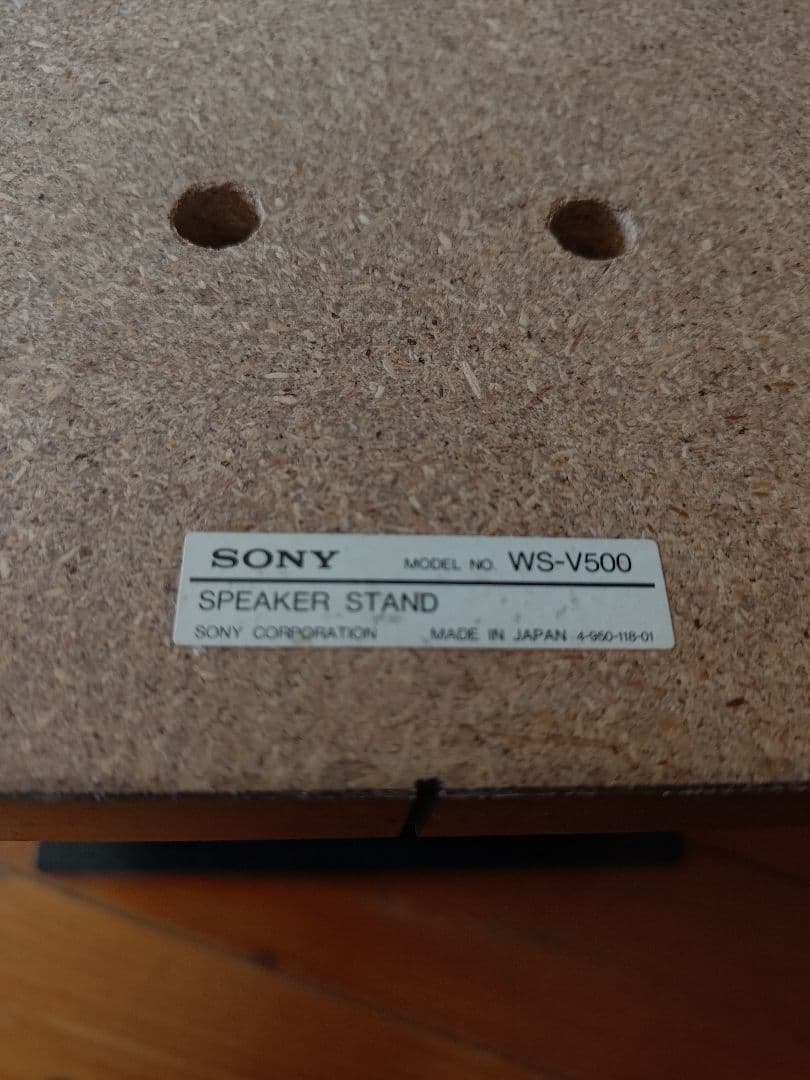 SONY MODEL NO. WS-V500
SPEAKER STAND
SONY CORPORATION MADE IN JAPAN 4-950-118-01